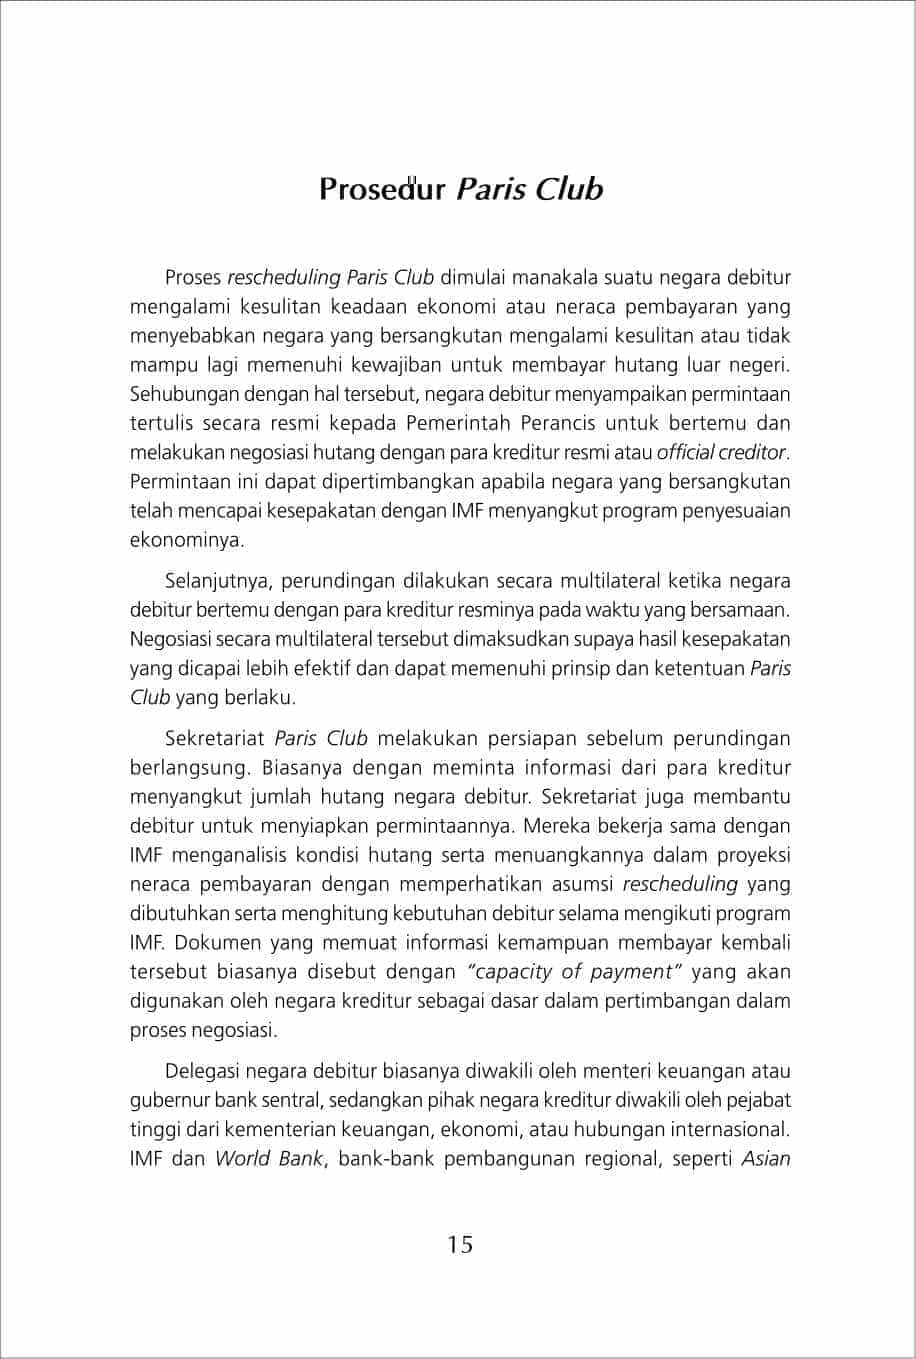 Prosedur Paris Club
Proses rescheduling Paris Club dimulai manakala suatu negara debitur
mengalami kesulitan keadaan ekonomi atau neraca pembayaran yang
menyebabkan negara yang bersangkutan mengalami kesulitan atau tidak
mampu lagi memenuhi kewajiban untuk membayar hutang luar negeri.
Sehubungan dengan hal tersebut, negara debitur menyampaikan permintaan
tertulis secara resmi kepada Pemerintah Perancis untuk bertemu dan
melakukan negosiasi hutang dengan para kreditur resmi atau official creditor.
Permintaan ini dapat dipertimbangkan apabila negara yang bersangkutan
telah mencapai kesepakatan dengan IMF menyangkut program penyesuaian
ekonominya.
Selanjutnya, perundingan dilakukan secara multilateral ketika negara
debitur bertemu dengan para kreditur resminya pada waktu yang bersamaan.
Negosiasi secara multilateral tersebut dimaksudkan supaya hasil kesepakatan
yang dicapai lebih efektif dan dapat memenuhi prinsip dan ketentuan Paris
Club yang berlaku.
Sekretariat Paris Club melakukan persiapan sebelum perundingan
berlangsung. Biasanya dengan meminta informasi dari para kreditur
menyangkut jumlah hutang negara debitur. Sekretariat juga membantu
debitur untuk menyiapkan permintaannya. Mereka bekerja sama dengan
IMF menganalisis kondisi hutang serta menuangkannya dalam proyeksi
neraca pembayaran dengan memperhatikan asumsi rescheduling yang
dibutuhkan serta menghitung kebutuhan debitur selama mengikuti program
IMF. Dokumen yang memuat informasi kemampuan membayar kembali
tersebut biasanya disebut dengan “capacity of payment” yang akan
digunakan oleh negara kreditur sebagai dasar dalam pertimbangan dalam
proses negosiasi.
Delegasi negara debitur biasanya diwakili oleh menteri keuangan atau
gubernur bank sentral, sedangkan pihak negara kreditur diwakili oleh pejabat
tinggi dari kementerian keuangan, ekonomi, atau hubungan internasional.
IMF dan World Bank, bank-bank pembangunan regional, seperti Asian
15